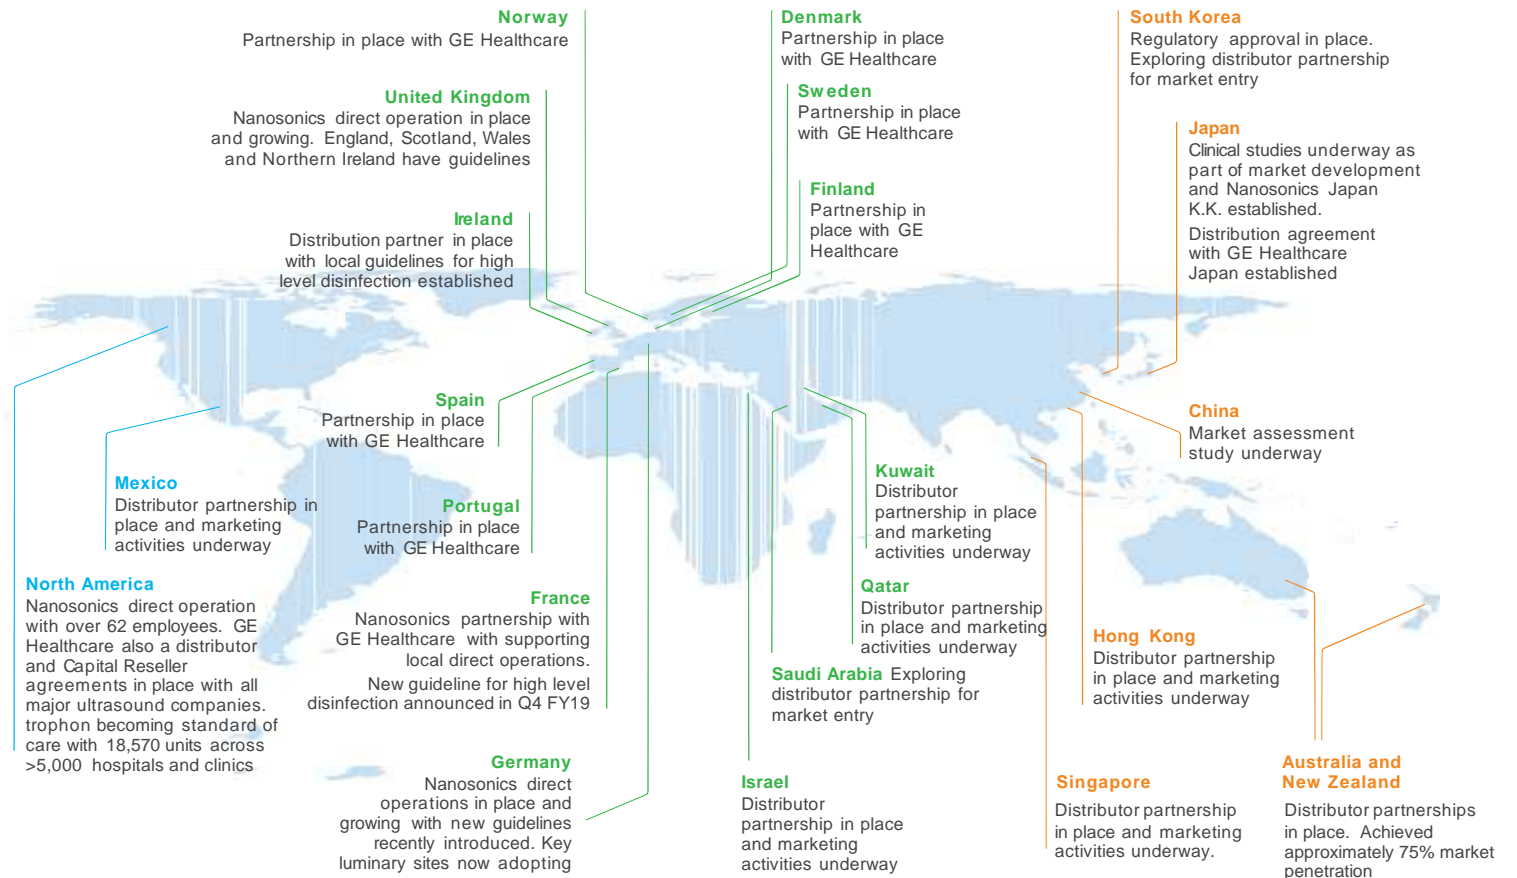 Norway
Partnership in place with GE Healthcare
United Kingdom
Nanosonics direct operation in place
and growing. England, Scotland, Wales
and Northern Ireland have guidelines
Ireland
Distribution partner in place
with local guidelines for high
level disinfection established
Spain
Partnership in place
with GE Healthcare
Portugal
Partnership in place
with GE Healthcare
France
Nanosonics partnership with
GE Healthcare with supporting
local direct operations.
New guideline for high level
disinfection announced in Q4 FY19
Germany
Nanosonics direct
operations in place and
growing with new guidelines
recently introduced. Key
luminary sites now adopting
Mexico
Distributor partnership in
place and marketing
activities underway
North America
Nanosonics direct operation
with over 62 employees. GE
Healthcare also a distributor
and Capital Reseller
agreements in place with all
major ultrasound companies.
trophon becoming standard of
care with 18,570 units across
>5,000 hospitals and clinics
Denmark
Partnership in place
with GE Healthcare
Sweden
Partnership in place
with GE Healthcare
Finland
Partnership in
place with GE
Healthcare
Kuwait
Distributor
partnership in place
and marketing
activities underway
Qatar
Distributor partnership
in place and marketing
activities underway
Saudi Arabia Exploring
distributor partnership for
market entry
Israel
Distributor
partnership in place
and marketing
activities underway
South Korea
Regulatory approval in place.
Exploring distributor partnership
for market entry
Japan
Clinical studies underway as
part of market development
and Nanosonics Japan
K.K. established.
Distribution agreement
with GE Healthcare
Japan established
China
Market assessment
study underway
Hong Kong
Distributor partnership
in place and marketing
activities underway
Singapore
Distributor partnership
in place and marketing
activities underway.
Australia and
New Zealand
Distributor partnerships
in place. Achieved
approximately 75% market
penetration